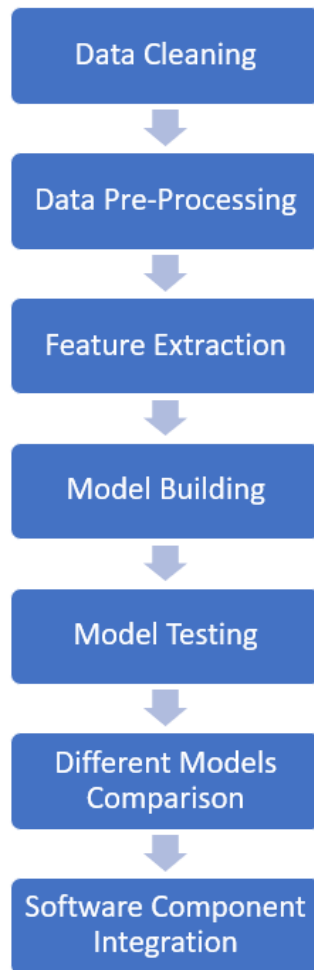 Data Cleaning
Data Pre-Processing
Feature Extraction
Model Building
Model Testing
Different Models
Comparison
Software Component
Integration